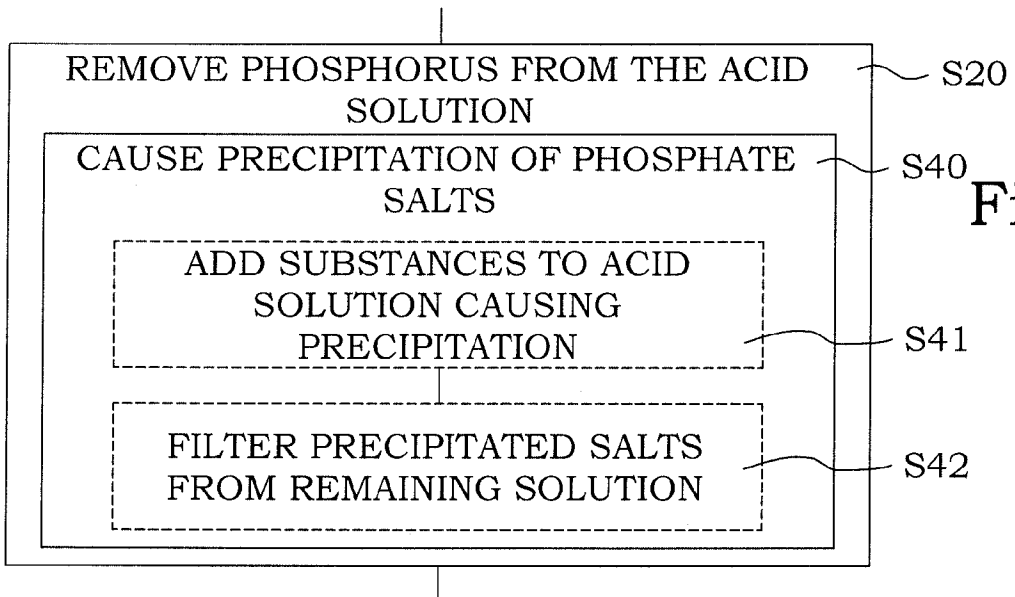 REMOVE PHOSPHORUS FROM THE ACID
SOLUTION
S20
CAUSE PRECIPITATION OF PHOSPHATE
SALTS
S40
ADD SUBSTANCES TO ACID
SOLUTION CAUSING
PRECIPITATION
S41
FILTER PRECIPITATED SALTS
FROM REMAINING SOLUTION
S42